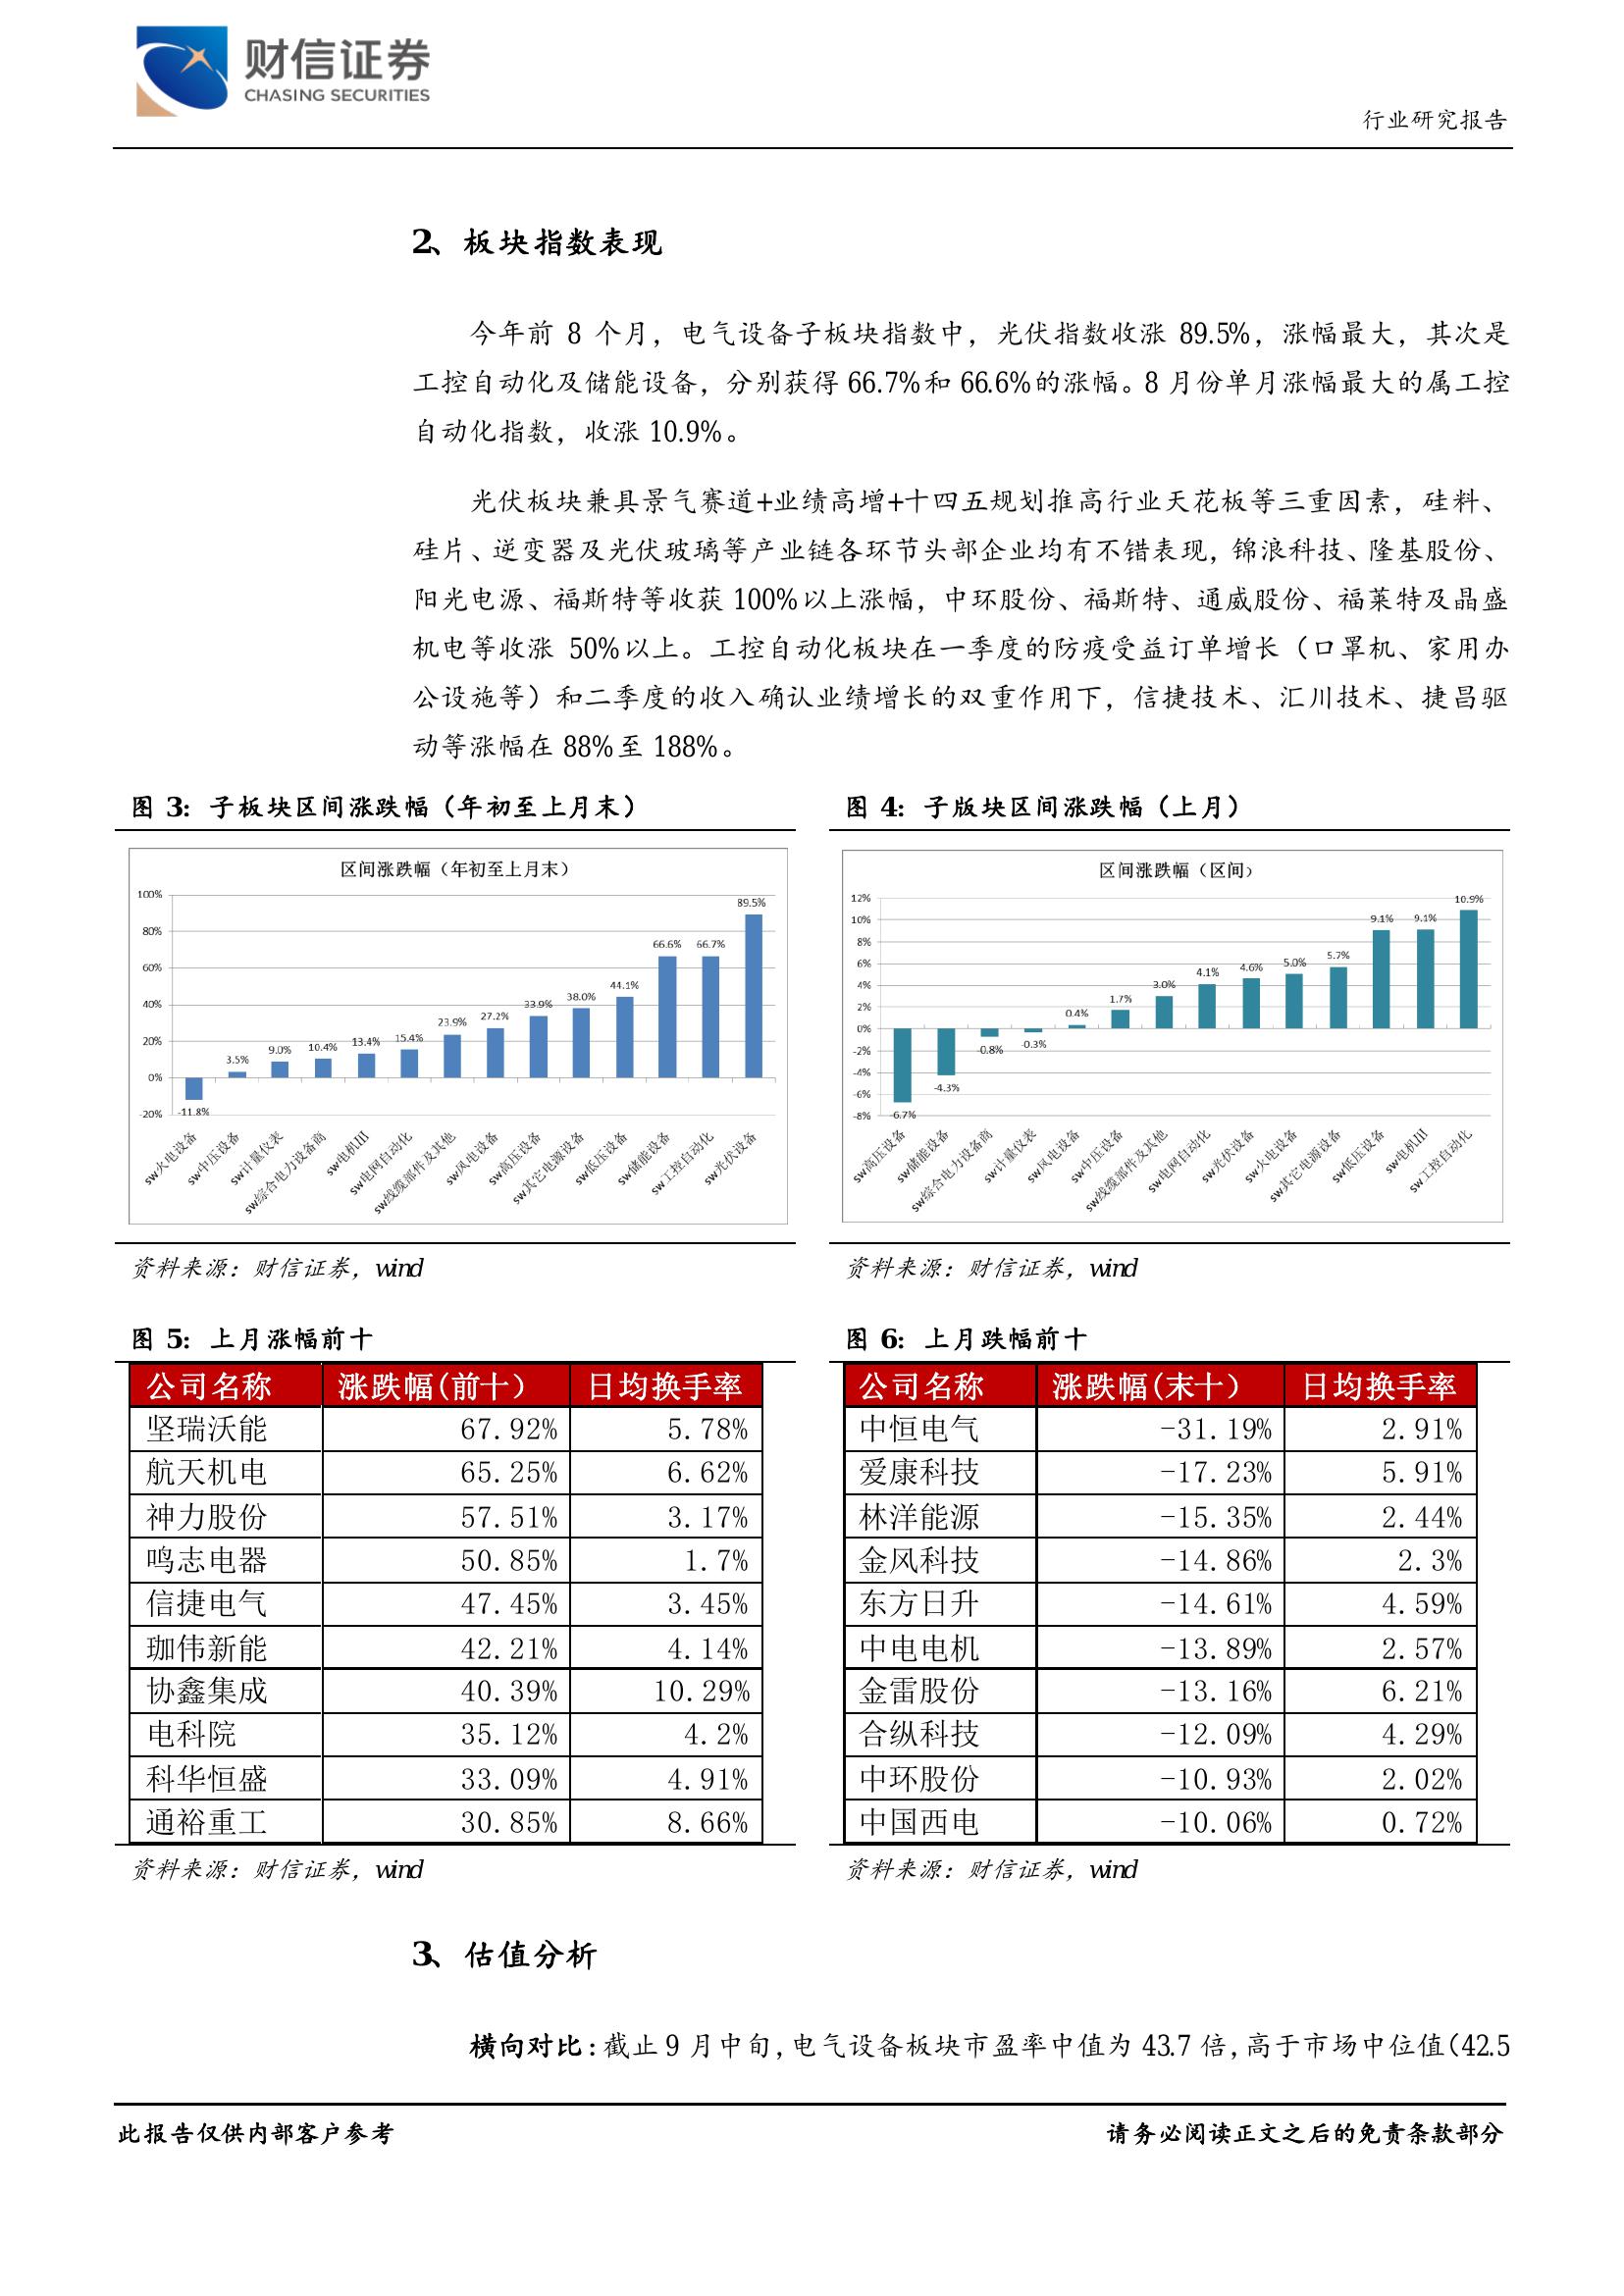 财信证券
CHASING SECURITIES
行业研究报告
2、板块指数表现
今年前 8 个月，电气设备子板块指数中，光伏指数收涨 89.5%，涨幅最大，其次是
工控自动化及储能设备，分别获得 66.7%和 66.6%的涨幅。8 月份单月涨幅最大的属工控
自动化指数，收涨 10.9%。
光伏板块兼具景气赛道+业绩高增+十四五规划推高行业天花板等三重因素，硅料、
硅片、逆变器及光伏玻璃等产业链各环节头部企业均有不错表现，锦浪科技、隆基股份、
阳光电源、福斯特等收获 100%以上涨幅，中环股份、福斯特、通威股份、福莱特及晶盛
机电等收涨 50%以上。工控自动化板块在一季度的防疫受益订单增长（口罩机、家用办
公设施等）和二季度的收入确认业绩增长的双重作用下，信捷技术、汇川技术、捷昌驱
动等涨幅在 88%至 188%。
图 3：子板块区间涨跌幅（年初至上月末）
区间涨跌幅（年初至上月末）
100%
80%
60%
40%
20%
0%
-20%
-11.8%
3.5%
9.0%
10.4%
13.4%
15.4%
23.9%
27.2%
33.9%
38.0%
44.1%
66.6%
66.7%
89.5%
sw火电设备
sw中压设备
sw计量仪表
sw综合电力设备商
sw电机III
sw电网自动化
sw线缆部件及其他
sw风电设备
sw高压设备
sw其它电源设备
sw低压设备
sw储能设备
sw工控自动化
sw光伏设备
资料来源：财信证券，wind
图 4：子版块区间涨跌幅（上月）
区间涨跌幅（区间）
12%
10%
8%
6%
4%
2%
0%
-2%
-4%
-6%
-8%
-6.7%
-4.3%
-0.8%
-0.3%
0.4%
1.7%
3.0%
4.1%
4.6%
5.0%
5.7%
9.1%
9.1%
10.9%
sw高压设备
sw储能设备
sw综合电力设备商
sw计量仪表
sw风电设备
sw中压设备
sw线缆部件及其他
sw电网自动化
sw光伏设备
sw火电设备
sw其它电源设备
sw低压设备
sw电机III
sw工控自动化
资料来源：财信证券，wind
图 5：上月涨幅前十
公司名称 涨跌幅(前十） 日均换手率
坚瑞沃能 67.92% 5.78%
航天机电 65.25% 6.62%
神力股份 57.51% 3.17%
鸣志电器 50.85% 1.7%
信捷电气 47.45% 3.45%
珈伟新能 42.21% 4.14%
协鑫集成 40.39% 10.29%
电科院 35.12% 4.2%
科华恒盛 33.09% 4.91%
通裕重工 30.85% 8.66%
资料来源：财信证券，wind
图 6：上月跌幅前十
公司名称 涨跌幅(末十） 日均换手率
中恒电气 -31.19% 2.91%
爱康科技 -17.23% 5.91%
林洋能源 -15.35% 2.44%
金风科技 -14.86% 2.3%
东方日升 -14.61% 4.59%
中电电机 -13.89% 2.57%
金雷股份 -13.16% 6.21%
合纵科技 -12.09% 4.29%
中环股份 -10.93% 2.02%
中国西电 -10.06% 0.72%
资料来源：财信证券，wind
3、估值分析
横向对比：截止 9 月中旬，电气设备板块市盈率中值为 43.7 倍，高于市场中位值（42.5
此报告仅供内部客户参考
请务必阅读正文之后的免责条款部分